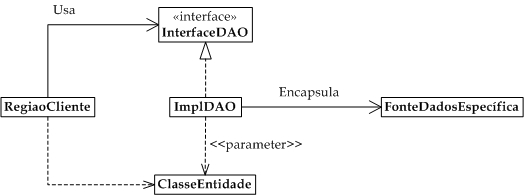 Usa
«interface»
InterfaceDAO
RegiaoCliente
ImplDAO
Encapsula
FonteDadosEspecífica
<<parameter>>
ClasseEntidade